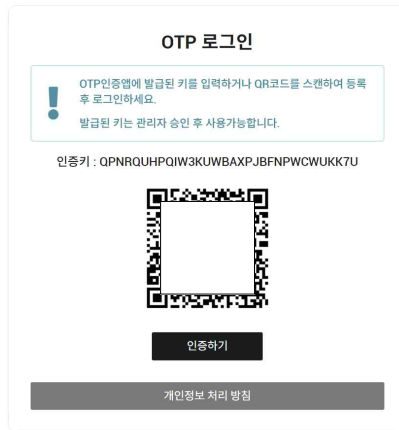 OTP 로그인
OTP인증앱에 발급된 키를 입력하거나 QR코드를 스캔하여 등록
후 로그인하세요.
발급된 키는 관리자 승인 후 사용가능합니다.
인증키 : QPNRQUHPQIW3KUWBAXPJBFNPWCWUKK7U
인증하기
개인정보 처리 방침